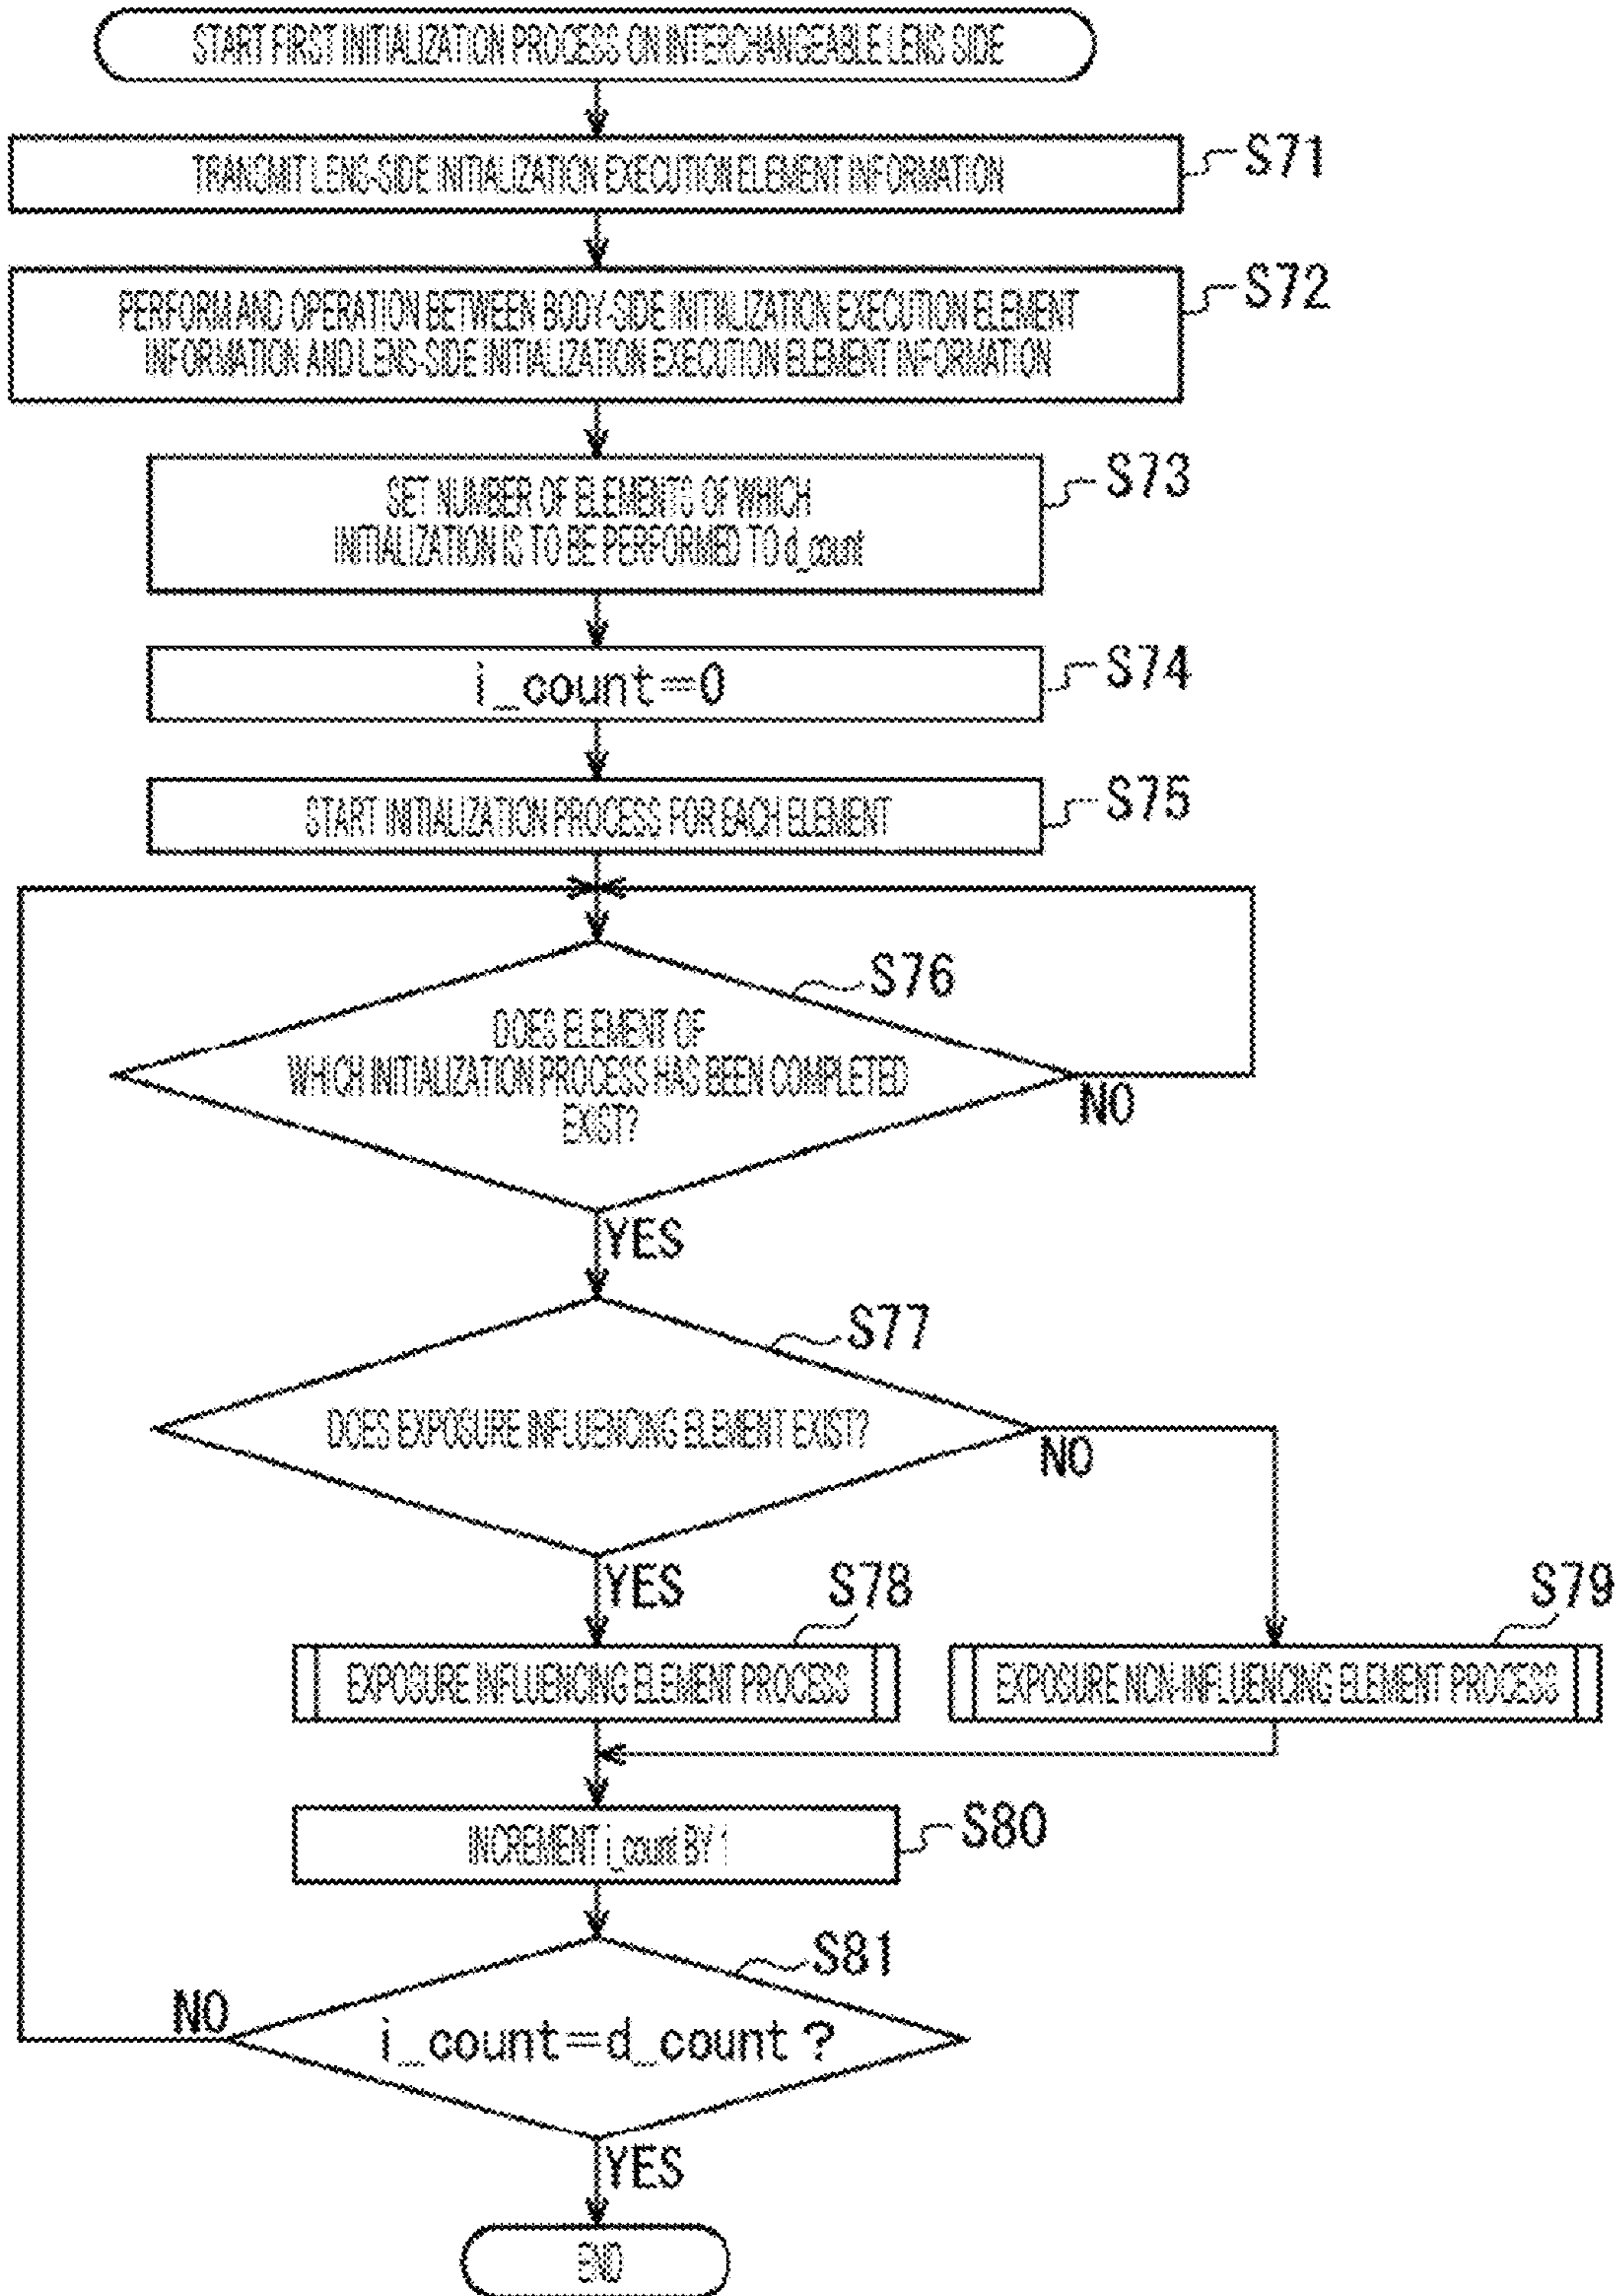 START FIRST INITIALIZATION PROCESS ON INTERCHANGEABLE LENS SIDE
TRANSMIT LENS-SIDE INITIALIZATION EXECUTION ELEMENT INFORMATION
S71
PERFORM AND OPERATION BETWEEN BODY-SIDE INITIALIZATION EXECUTION ELEMENT
INFORMATION AND LENS-SIDE INITIALIZATION EXECUTION ELEMENT INFORMATION
S72
SET NUMBER OF ELEMENTS OF WHICH
INITIALIZATION IS TO BE PERFORMED TO d_count
S73
i_count=0
S74
START INITIALIZATION PROCESS FOR EACH ELEMENT
S75
S76
DOES ELEMENT OF
WHICH INITIALIZATION PROCESS HAS BEEN COMPLETED
EXIST?
NO
YES
S77
DOES EXPOSURE INFLUENCING ELEMENT EXIST?
NO
YES
S78
S79
EXPOSURE INFLUENCING ELEMENT PROCESS
EXPOSURE NON-INFLUENCING ELEMENT PROCESS
INCREMENT i_count BY 1
S80
S81
NO
i_count=d_count?
YES
END